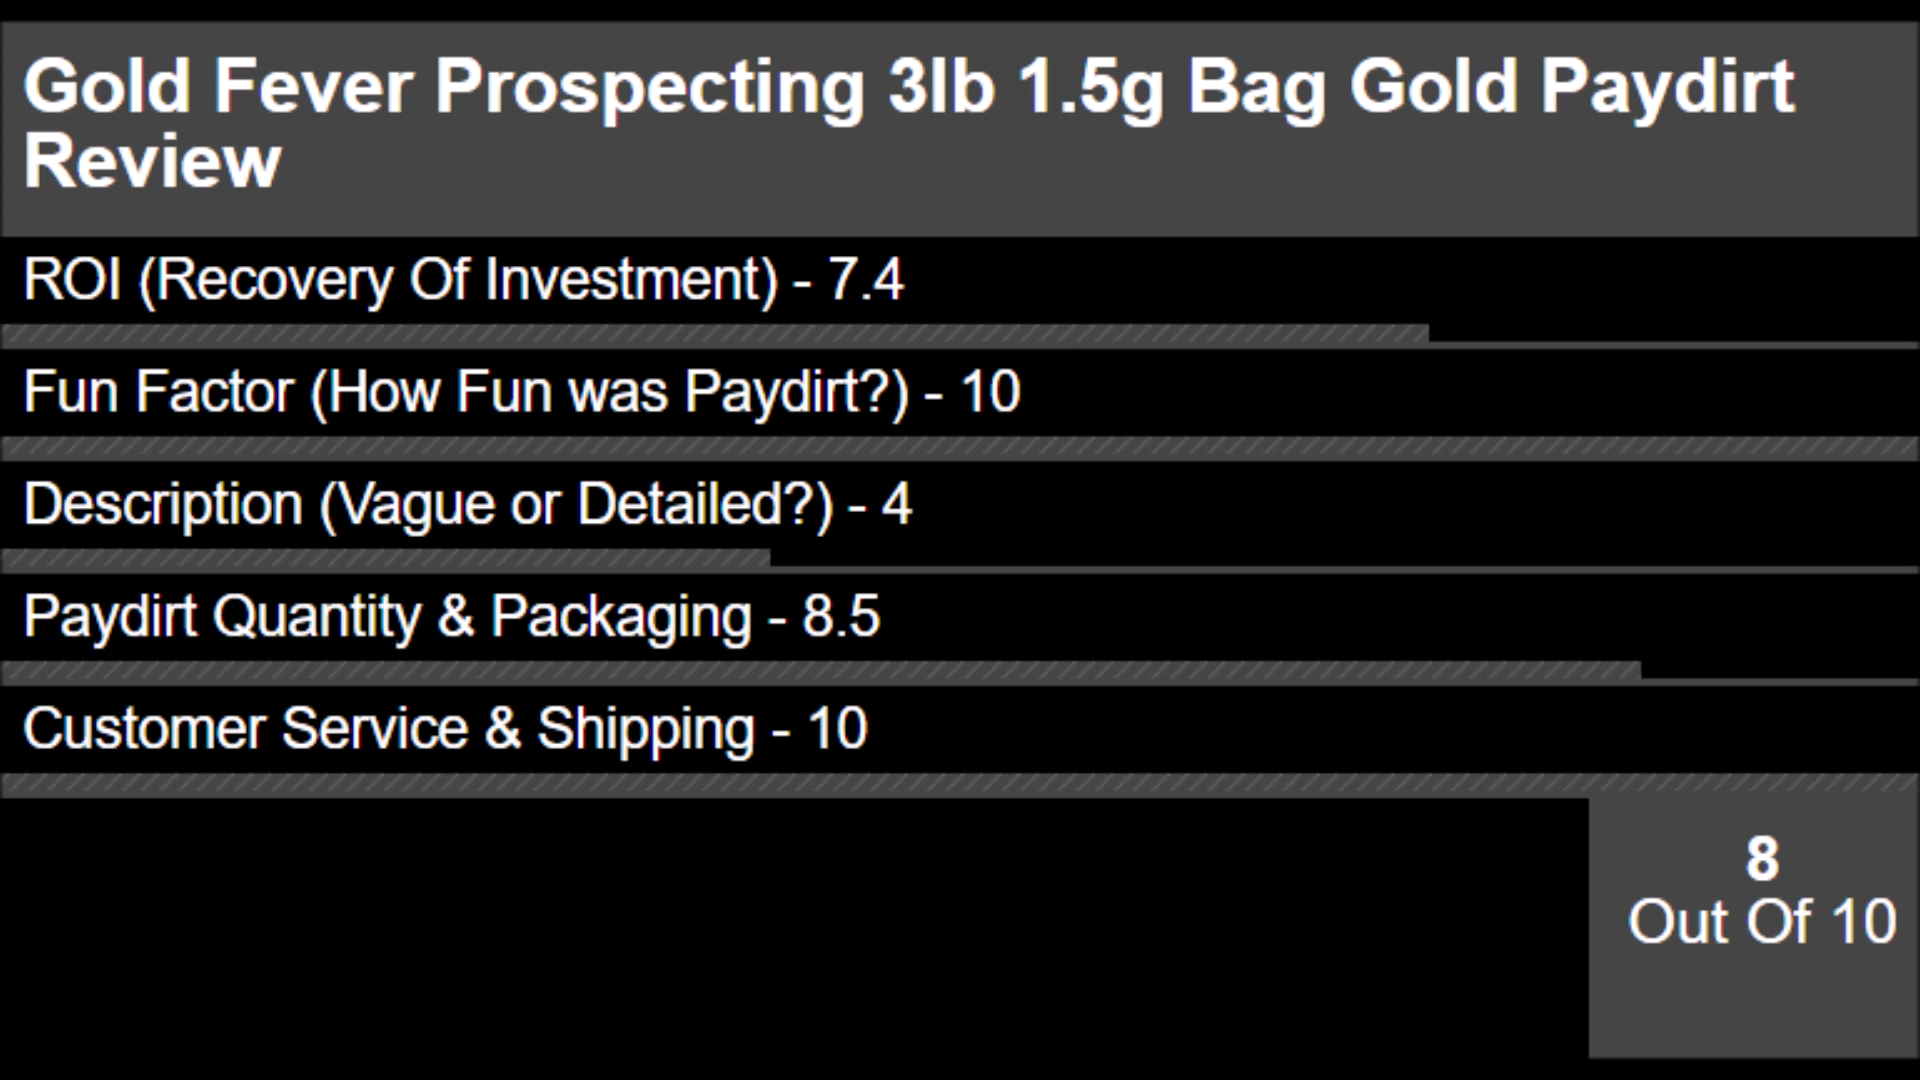 Gold Fever Prospecting 3lb 1.5g Bag Gold Paydirt
Review
ROI (Recovery Of Investment) - 7.4
Fun Factor (How Fun was Paydirt?) - 10
Description (Vague or Detailed?) - 4
Paydirt Quantity & Packaging - 8.5
Customer Service & Shipping - 10
8
Out Of 10